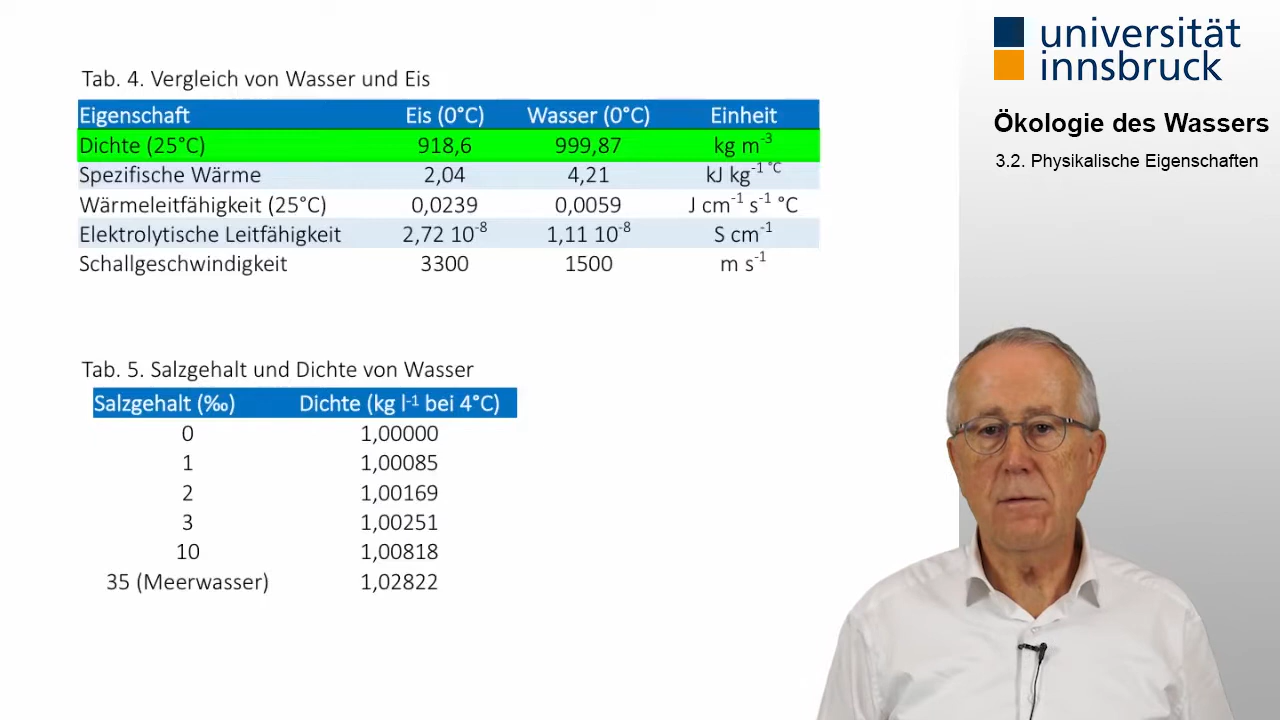 Tab. 4. Vergleich von Wasser und Eis
Eigenschaft Eis (0°C) Wasser (0°C) Einheit
Dichte (25°C) 918,6 999,87 kg m⁻³
Spezifische Wärme 2,04 4,21 kJ kg⁻¹ °C
Wärmeleitfähigkeit (25°C) 0,0239 0,0059 J cm⁻¹ s⁻¹ °C
Elektrolytische Leitfähigkeit 2,72 10⁻⁸ 1,11 10⁻⁸ S cm⁻¹
Schallgeschwindigkeit 3300 1500 m s⁻¹
Tab. 5. Salzgehalt und Dichte von Wasser
Salzgehalt (‰) Dichte (kg l⁻¹ bei 4°C)
0 1,00000
1 1,00085
2 1,00169
3 1,00251
10 1,00818
35 (Meerwasser) 1,02822
universität
innsbruck
Ökologie des Wassers
3.2. Physikalische Eigenschaften